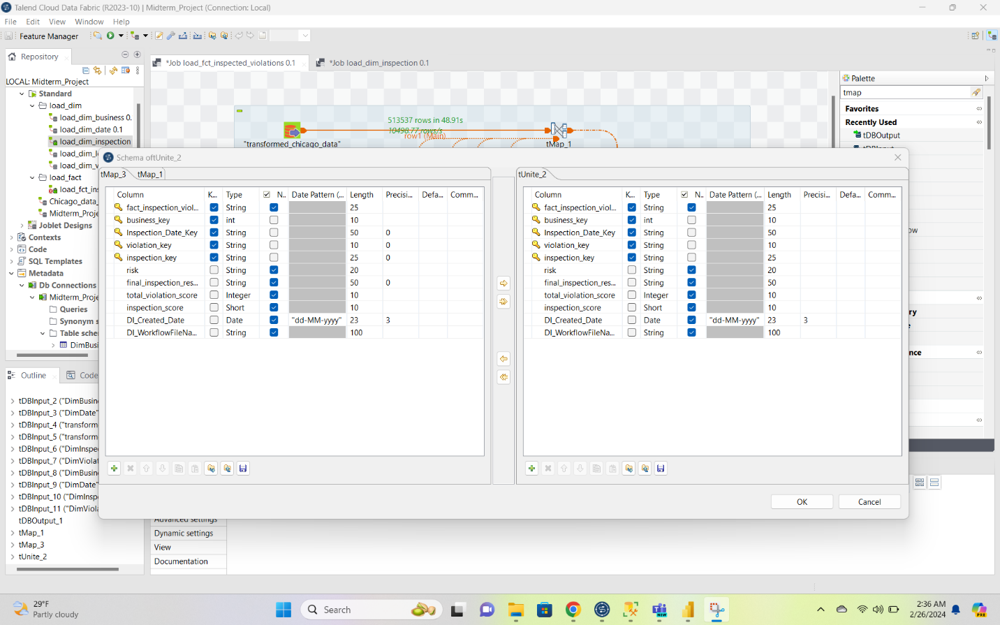 Talend Cloud Data Fabric (R2023-10) | Midterm_Project (Connection: Local)
File Edit View Window Help
Feature Manager
Repository
LOCAL: Midterm_Project
Standard
load_dim
load_dim_business 0.
load_dim_date 0.1
load_dim_inspection
load_dim_l
load_dim_v
load_fact
load_fct_ins
Chicago_data_
Midterm_Proje
Joblet Designs
Contexts
Code
SQL Templates
Metadata
Db Connections
Midterm_Proje
Queries
Synonym s
Table sche
DimBusi
*Job load_fct_inspected_violations 0.1
*Job load_dim_inspection 0.1
513537 rows in 48.91s
10498.77 rows/s
row1 (Main)
"transformed_chicago_data"
tMap_1
Palette
tmap
Favorites
Recently Used
tDBOutput
tDBInput
ow
ry
e
nce
Schema oftUnite_2
tMap_3 tMap_1
Column K... Type N.. Date Pattern (... Length Precisi... Defa... Comm...
fact_inspection_viol... String 25
business_key int 10
Inspection_Date_Key String 50 0
violation_key String 10 0
inspection_key String 25 0
risk String 20
final_inspection_res... String 50 0
total_violation_score Integer 10
inspection_score Short 10
DI_Created_Date Date "dd-MM-yyyy" 23 3
DI_WorkflowFileNa... String 100
tUnite_2
Column K... Type N.. Date Pattern (... Length Precisi... Defa... Comm...
fact_inspection_viol... String 25
business_key int 10
Inspection_Date_Key String 50
violation_key String 10
inspection_key String 25
risk String 20
final_inspection_res... String 50
total_violation_score Integer 10
inspection_score Short 10
DI_Created_Date Date "dd-MM-yyyy" 23 3
DI_WorkflowFileNa... String 100
OK Cancel
Outline Code
tDBInput_2 ("DimBusin
tDBInput_3 ("DimDate"
tDBInput_4 ("transform
tDBInput_5 ("transform
tDBInput_6 ("DimInspe
tDBInput_7 ("DimViolat
tDBInput_8 ("DimBusin
tDBInput_9 ("DimDate"
tDBInput_10 ("DimInsp
tDBInput_11 ("DimViola
tDBOutput_1
tMap_1
tMap_3
tUnite_2
Advanced settings
Dynamic settings
View
Documentation
29°F
Partly cloudy
Search
NEW
2:36 AM
2/26/2024
PRE